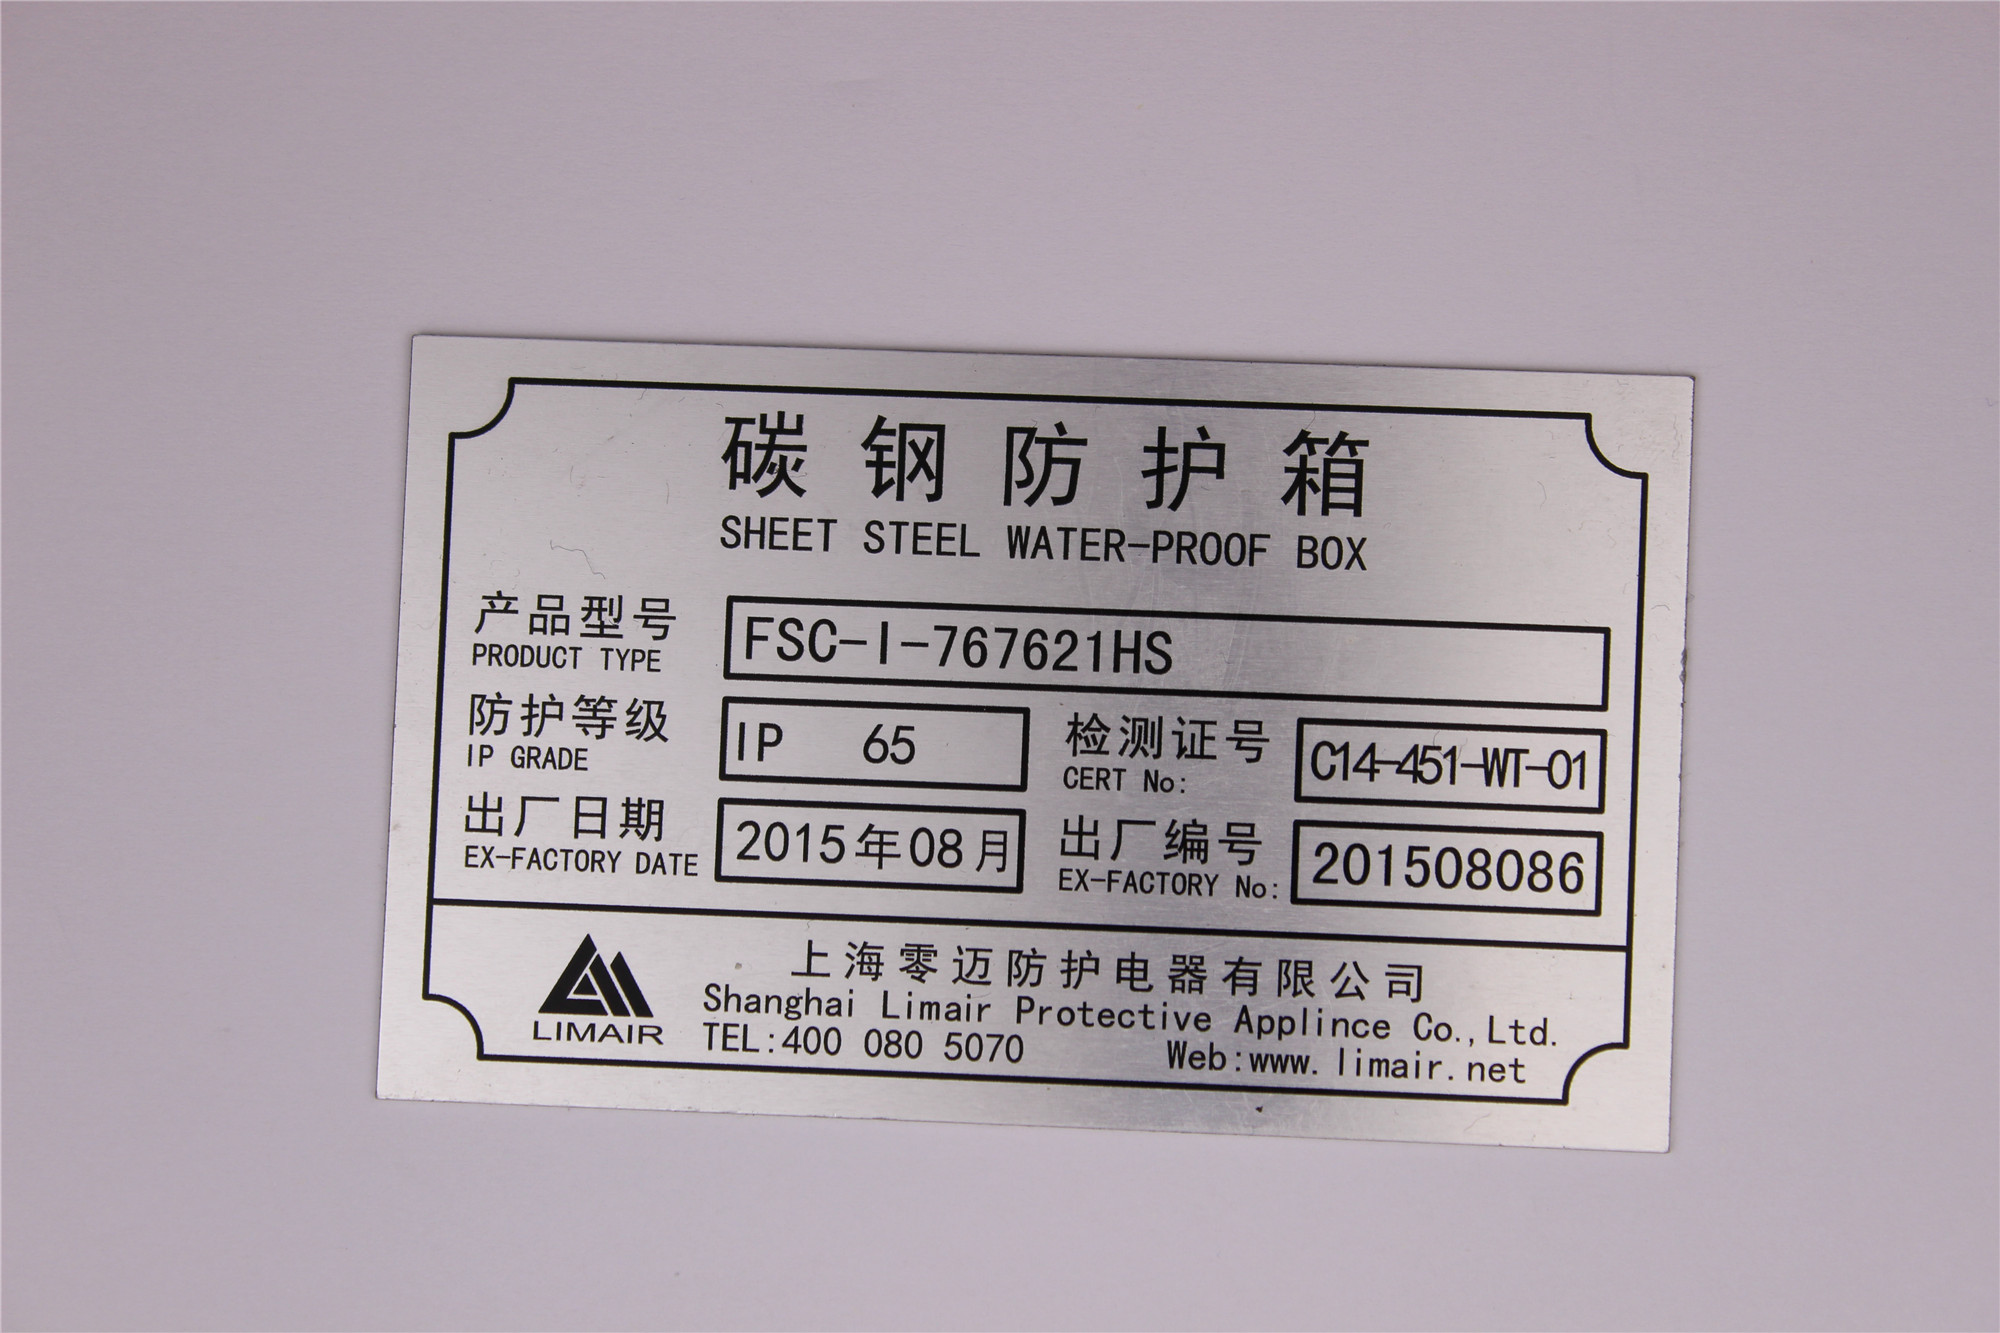 碳钢防护箱
SHEET STEEL WATER-PROOF BOX
产品型号 FSC-I-767621HS
PRODUCT TYPE
防护等级 IP 65 检测证号 C14-451-WT-01
IP GRADE CERT No:
出厂日期 2015年08月 出厂编号 201508086
EX-FACTORY DATE EX-FACTORY No:
上海零迈防护电器有限公司
Shanghai Limair Protective Applince Co.,Ltd.
LIMAIR TEL:400 080 5070 Web:www.limair.net